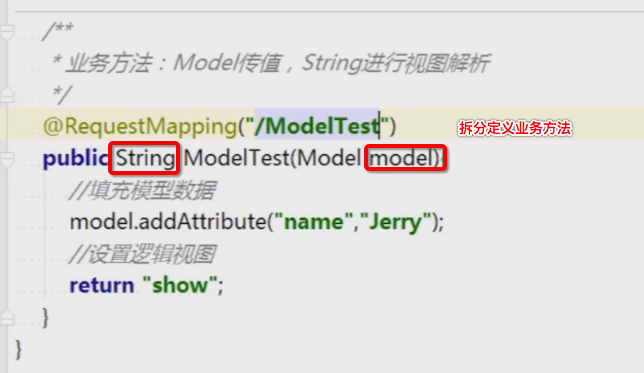 /**
* 业务方法：Model传值，String进行视图解析
*/
@RequestMapping("/ModelTest") 拆分定义业务方法
public String ModelTest(Model model){
//填充模型数据
model.addAttribute("name","Jerry");
//设置逻辑视图
return "show";
}
}